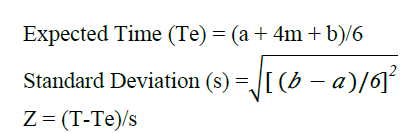 Expected Time (Te) = (a + 4m + b)/6
Standard Deviation (s) = √[ (b – a)/6]²
Z = (T-Te)/s